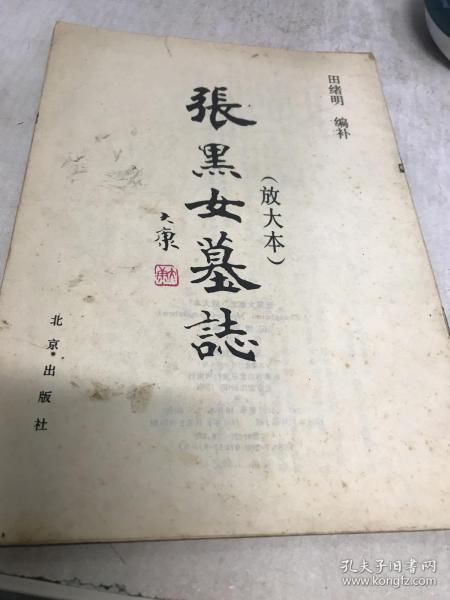 田绪明 编补
(放大本)
張黑女墓誌
大康
北京出版社
孔夫子旧书网
www.kongfz.com